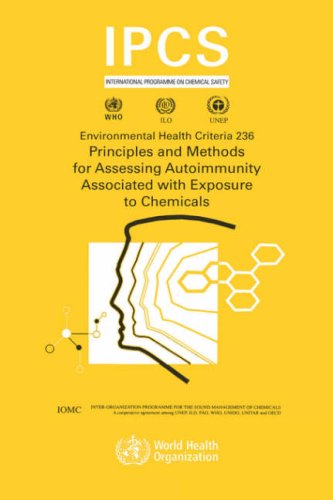 IPCS
INTERNATIONAL PROGRAMME ON CHEMICAL SAFETY
WHO ILO UNEP
Environmental Health Criteria 236
Principles and Methods
for Assessing Autoimmunity
Associated with Exposure
to Chemicals
IOMC INTER-ORGANIZATION PROGRAMME FOR THE SOUND MANAGEMENT OF CHEMICALS
A cooperative agreement among UNEP, ILO, FAO, WHO, UNIDO, UNITAR and OECD
World Health
Organization